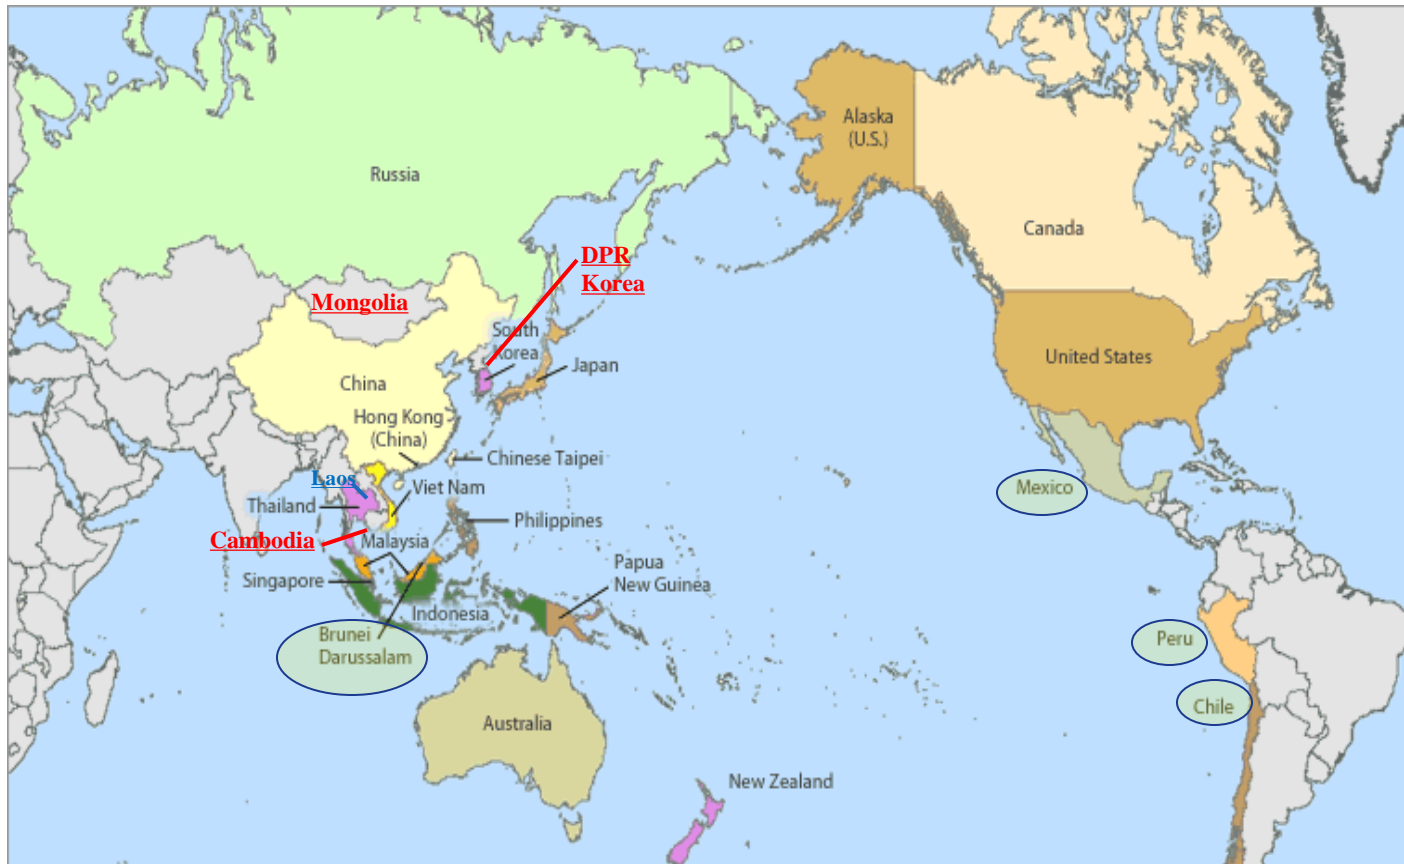 Alaska
(U.S.)
Russia
Canada
DPR
Korea
Mongolia
South
Korea
United States
Japan
China
Hong Kong
(China)
Chinese Taipei
Laos
Viet Nam
Mexico
Thailand
Philippines
Cambodia
Malaysia
Papua
New Guinea
Singapore
Indonesia
Brunei
Darussalam
Peru
Chile
Australia
New Zealand